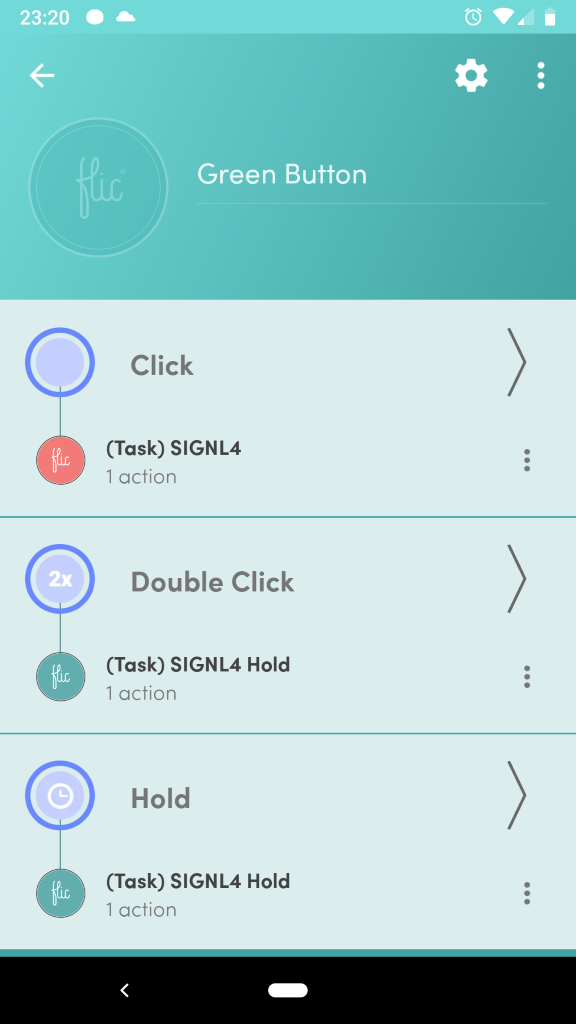 23:20
flic
Green Button
Click
flic
(Task) SIGNL4
1 action
2x
Double Click
flic
(Task) SIGNL4 Hold
1 action
Hold
flic
(Task) SIGNL4 Hold
1 action